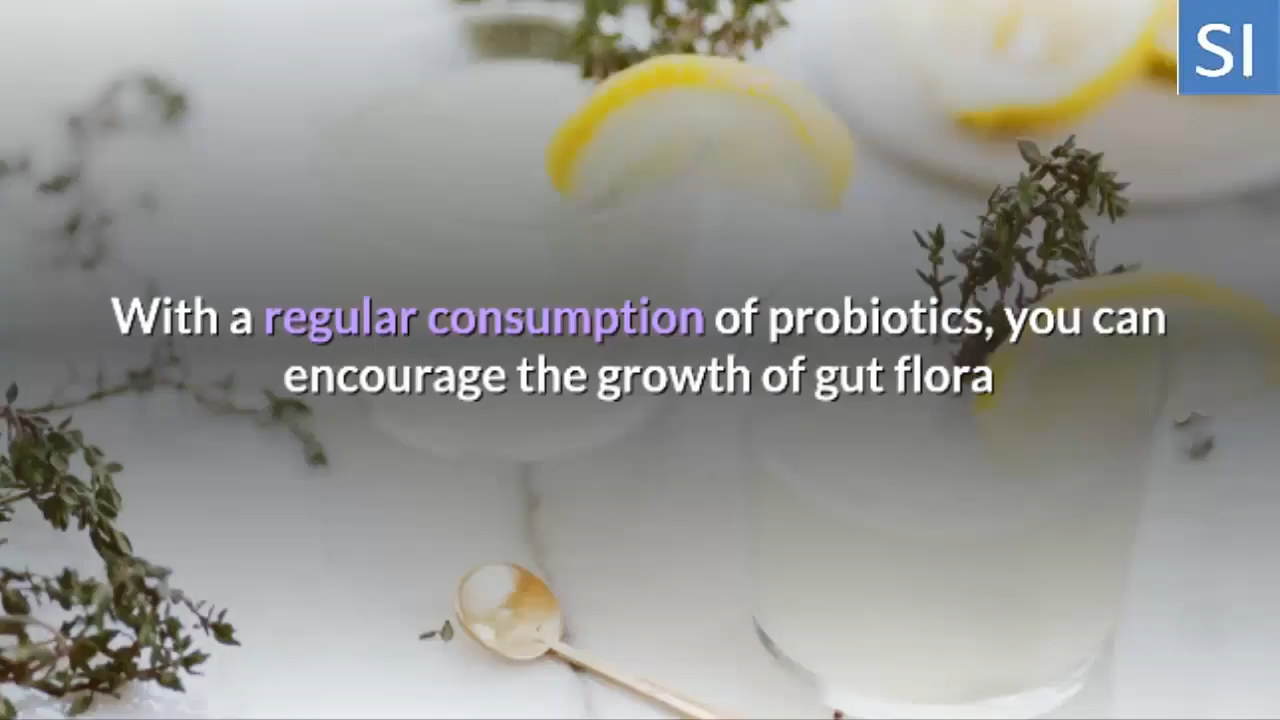 SI
With a regular consumption of probiotics, you can
encourage the growth of gut flora